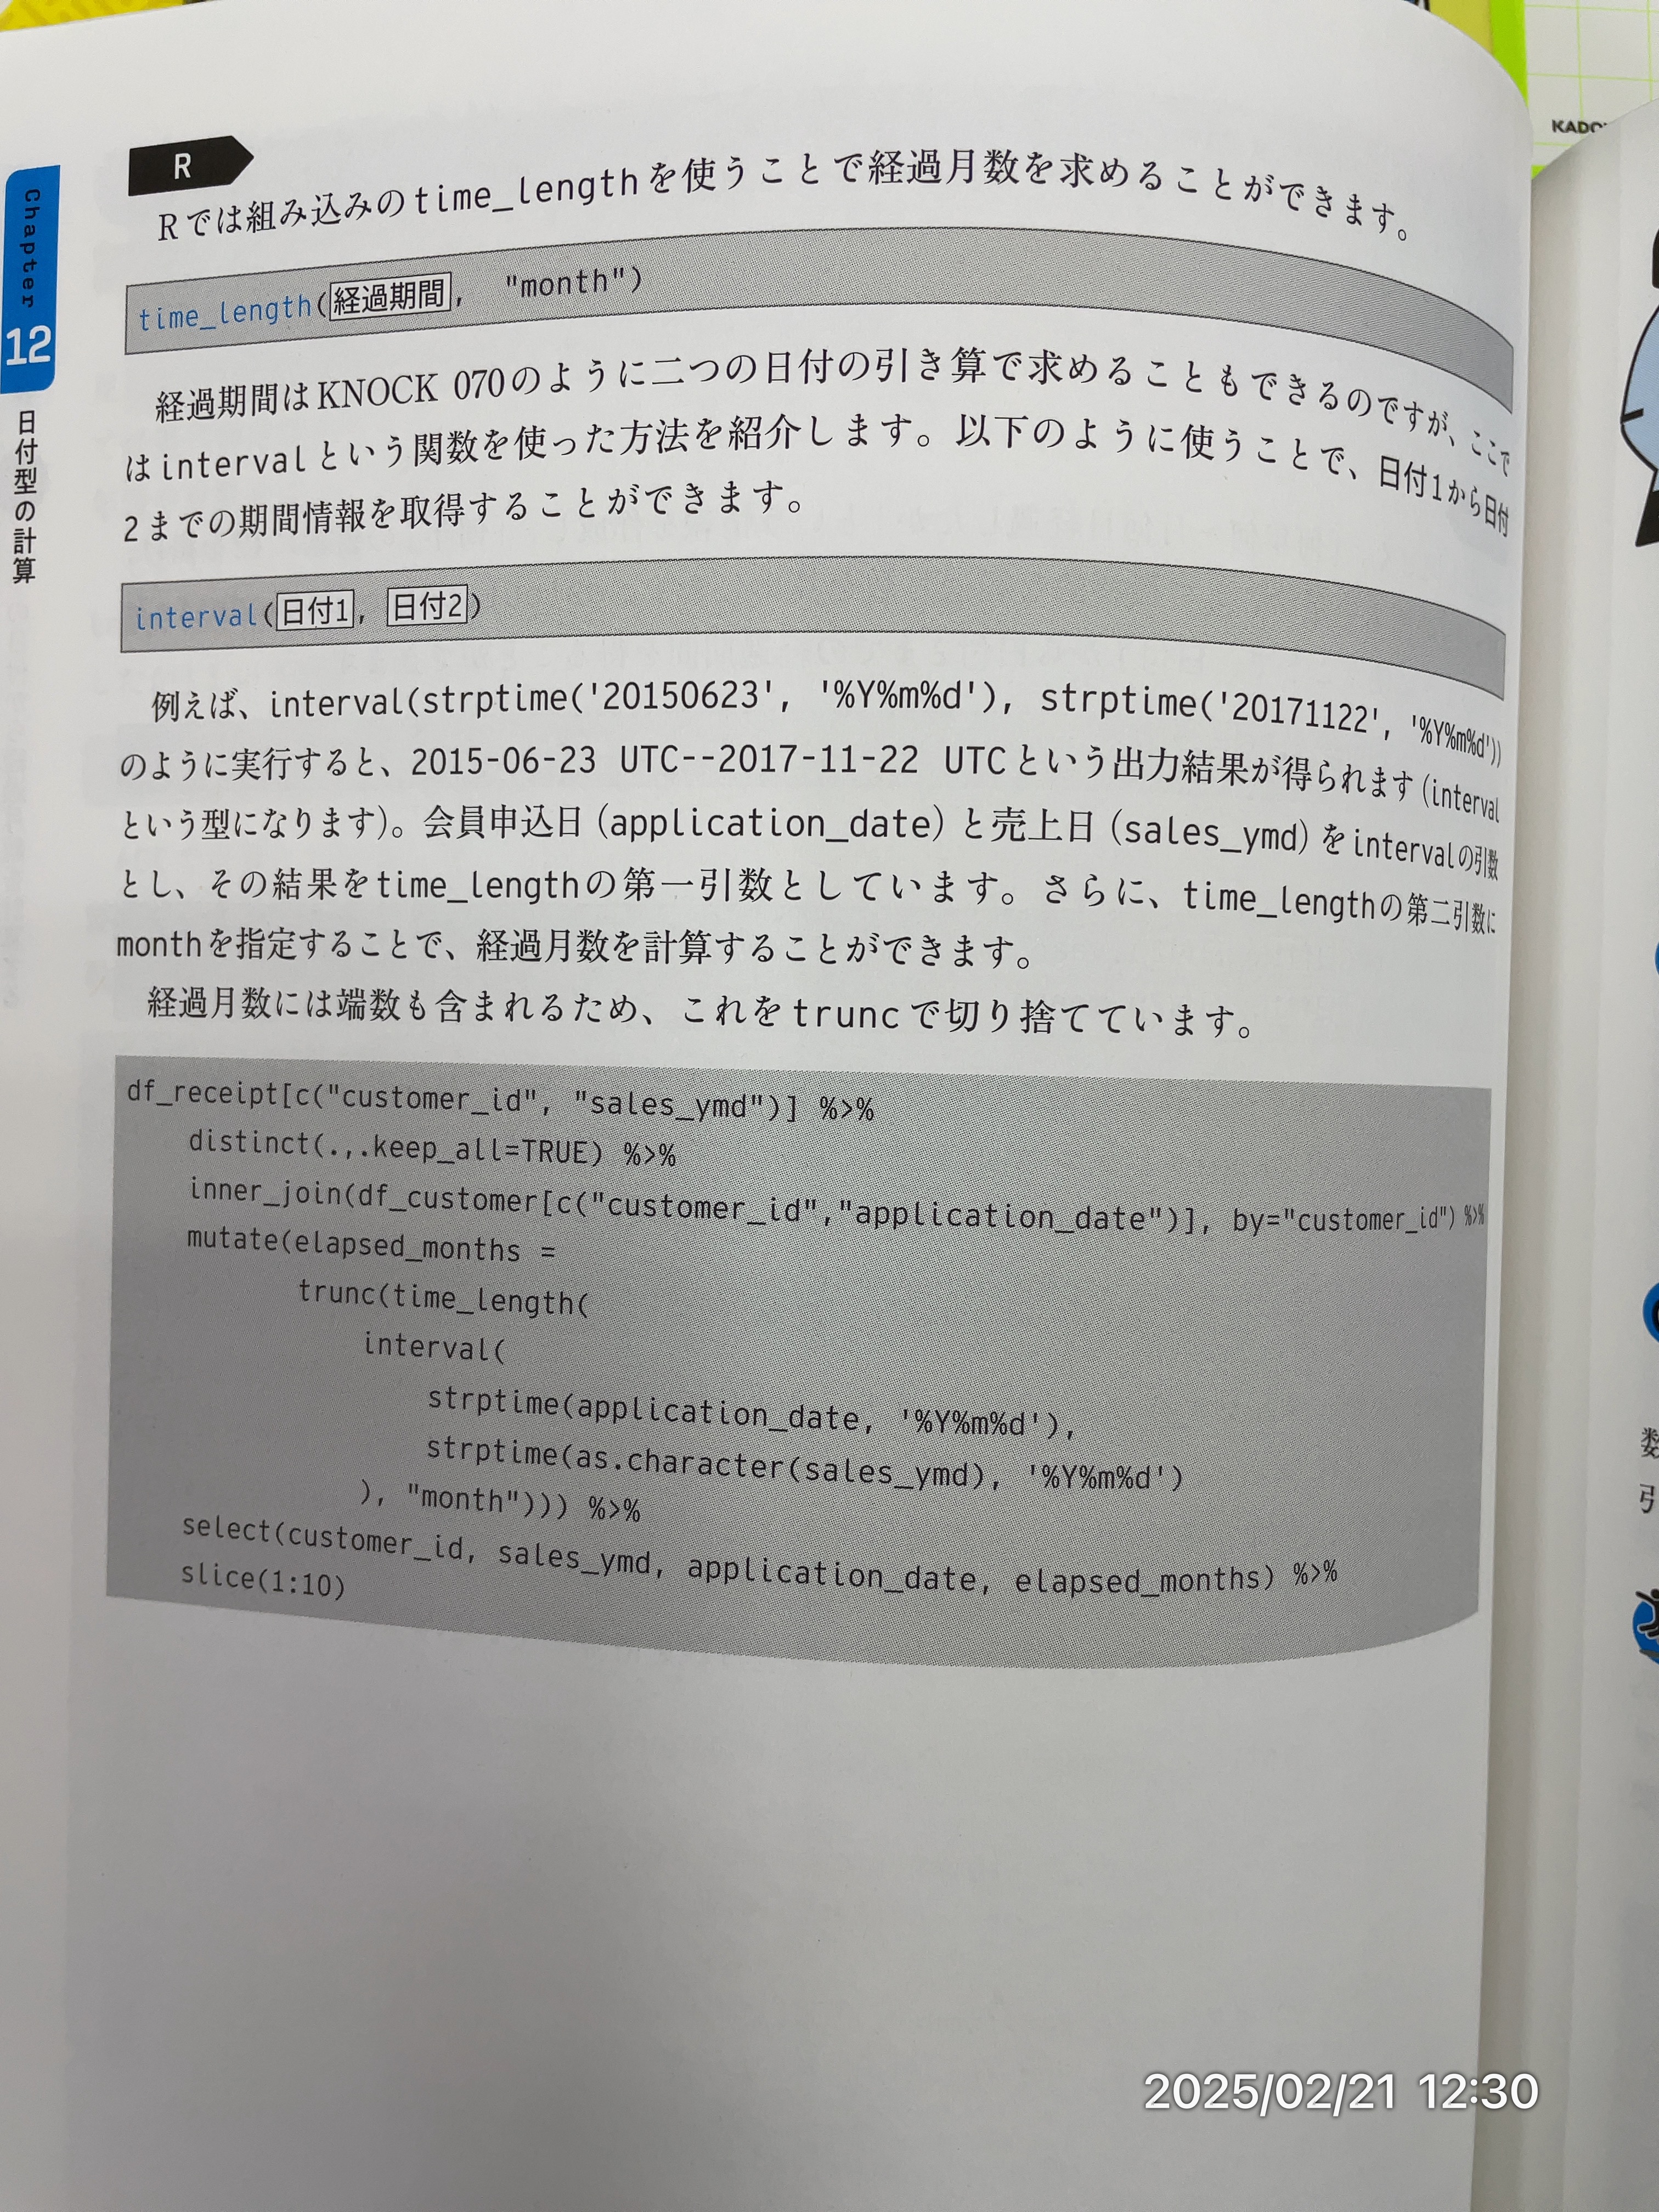 KADO
Chapter
12
日付型の計算
R
Rでは組み込みのtime_lengthを使うことで経過月数を求めることができます。
time_length(経過期間, "month")
経過期間はKNOCK 070のように二つの日付の引き算で求めることもできるのですが、ここで
はintervalという関数を使った方法を紹介します。以下のように使うことで、日付1から日付
2までの期間情報を取得することができます。
interval(日付1, 日付2)
例えば、interval(strptime('20150623', '%Y%m%d'), strptime('20171122', '%Y%m%d'))
のように実行すると、2015-06-23 UTC--2017-11-22 UTCという出力結果が得られます(interval
という型になります)。会員申込日(application_date)と売上日(sales_ymd)をintervalの引数
とし、その結果をtime_lengthの第一引数としています。さらに、time_lengthの第二引数に
monthを指定することで、経過月数を計算することができます。
経過月数には端数も含まれるため、これをtruncで切り捨てています。
df_receipt[c("customer_id", "sales_ymd")] %>%
distinct(.,.keep_all=TRUE) %>%
inner_join(df_customer[c("customer_id","application_date")], by="customer_id") %>%
mutate(elapsed_months =
trunc(time_length(
interval(
strptime(application_date, '%Y%m%d'),
strptime(as.character(sales_ymd), '%Y%m%d')
), "month"))) %>%
select(customer_id, sales_ymd, application_date, elapsed_months) %>%
slice(1:10)
数
引
2025/02/21 12:30